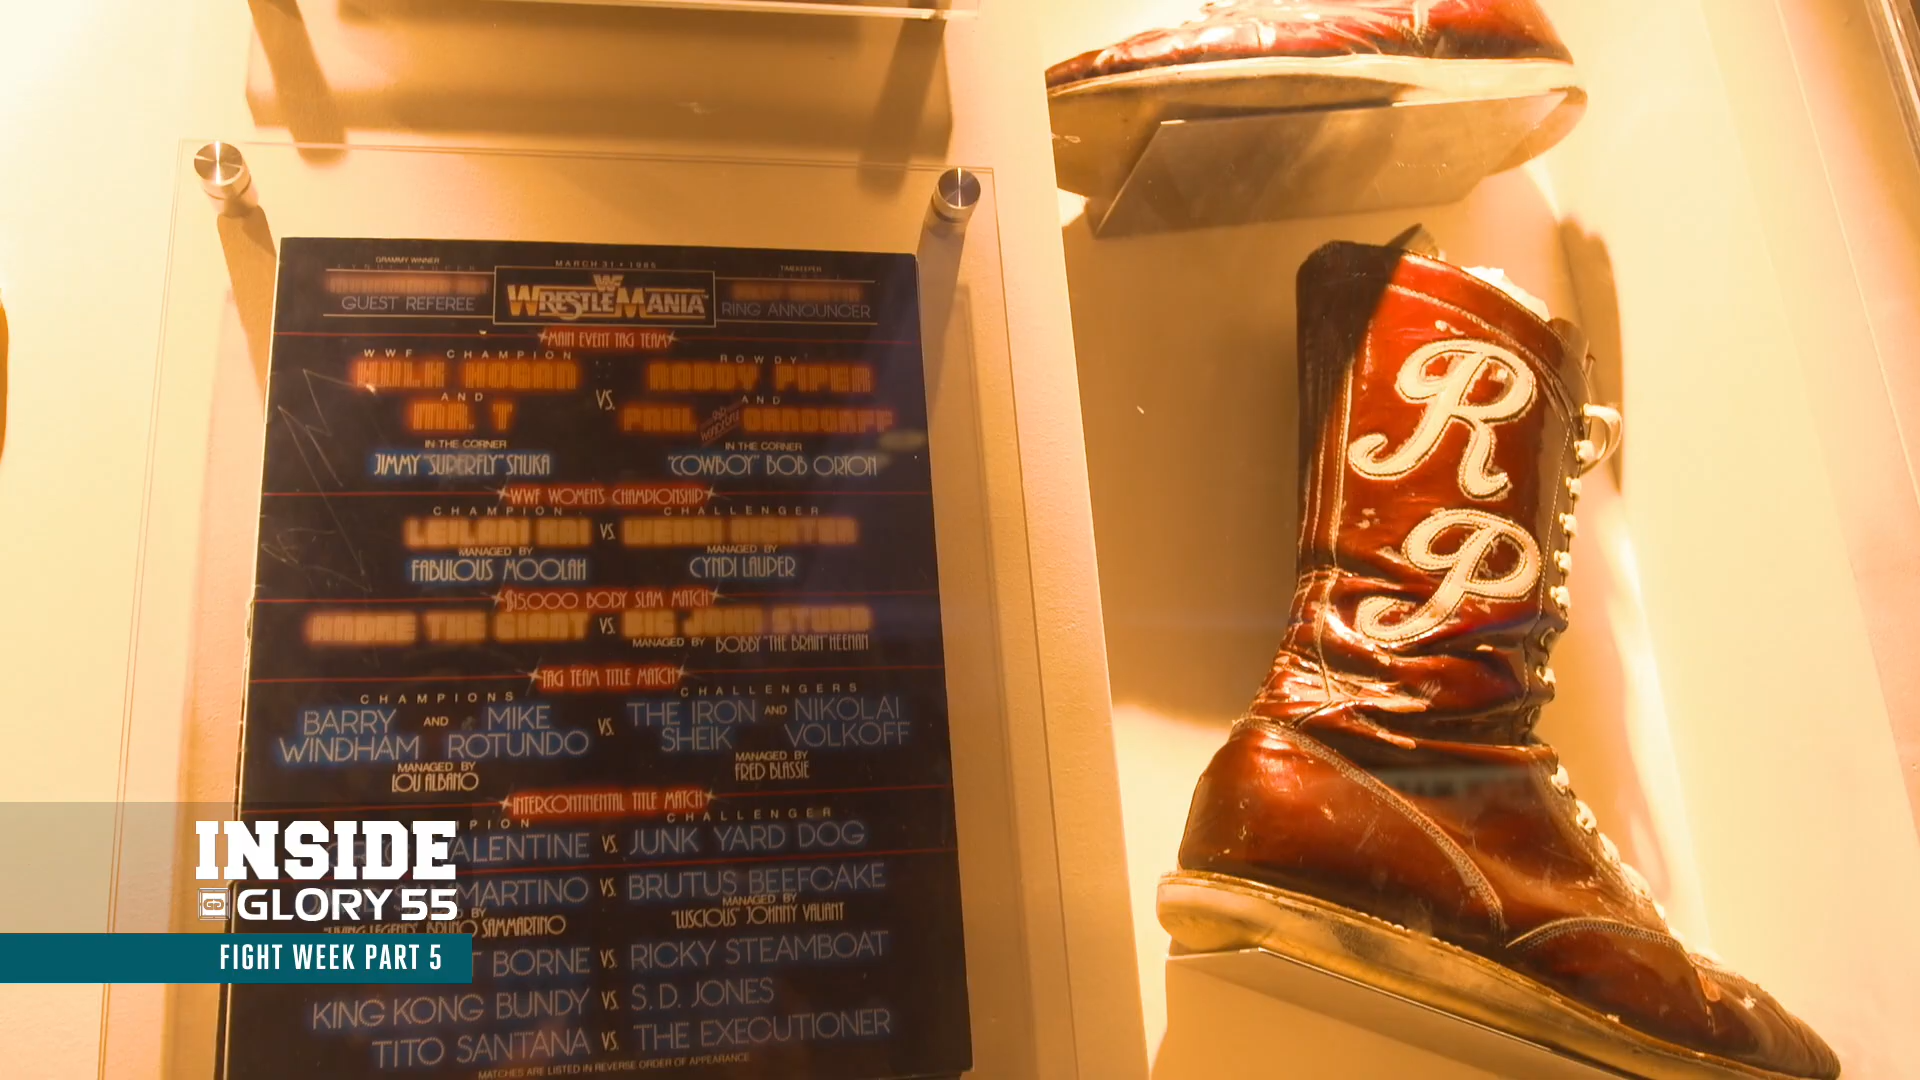 GRAMMY WINNER
GUEST REFEREE
MARCH 31 • 1985
WF
WRESTLEMANIA
TIMEKEEPER
RING ANNOUNCER
MAIN EVENT TAG TEAM
WWF CHAMPION
HULK HOGAN
AND
MR. T
VS.
ROWDY
RODDY PIPER
AND
PAUL ORNDORFF
IN THE CORNER
JIMMY "SUPERFLY" SNUKA
IN THE CORNER
"COWBOY" BOB ORTON
WWF WOMEN'S CHAMPIONSHIP
CHAMPION
LEILANI KAI
MANAGED BY
FABULOUS MOOLAH
VS.
CHALLENGER
WENDI RICHTER
MANAGED BY
CYNDI LAUPER
$15,000 BODY SLAM MATCH
ANDRE THE GIANT VS. BIG JOHN STUDD
MANAGED BY BOBBY "THE BRAIN" HEENAN
TAG TEAM TITLE MATCH
CHAMPIONS
BARRY AND MIKE
WINDHAM ROTUNDO
MANAGED BY
LOU ALBANO
VS.
CHALLENGERS
THE IRON AND NIKOLAI
SHEIK VOLKOFF
MANAGED BY
FRED BLASSIE
INTERCONTINENTAL TITLE MATCH
PION
CHALLENGER
ALENTINE VS. JUNK YARD DOG
SAMMARTINO VS. BRUTUS BEEFCAKE
BY
"LIVING LEGEND" BRUNO SAMMARTINO
MANAGED BY
"LUSCIOUS" JOHNNY VALIANT
T BORNE VS. RICKY STEAMBOAT
KING KONG BUNDY VS. S.D. JONES
TITO SANTANA VS. THE EXECUTIONER
MATCHES ARE LISTED IN REVERSE ORDER OF APPEARANCE
R
P
INSIDE
GLORY 55
FIGHT WEEK PART 5